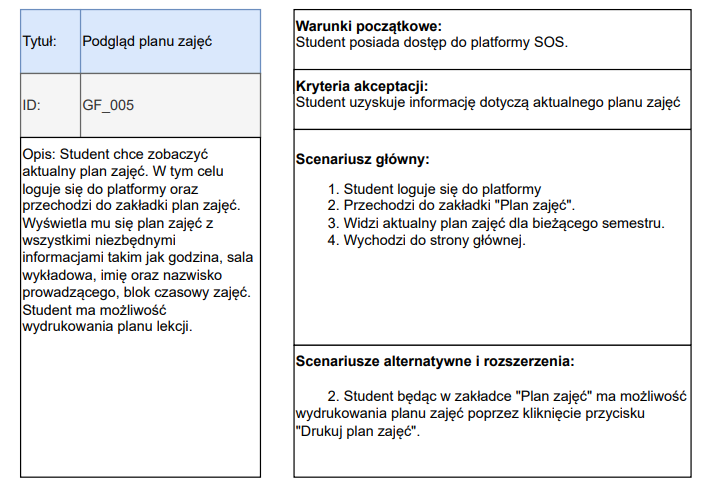 Tytuł: Podgląd planu zajęć
ID: GF_005
Opis: Student chce zobaczyć
aktualny plan zajęć. W tym celu
loguje się do platformy oraz
przechodzi do zakładki plan zajęć.
Wyświetla mu się plan zajęć z
wszystkimi niezbędnymi
informacjami takim jak godzina, sala
wykładowa, imię oraz nazwisko
prowadzącego, blok czasowy zajęć.
Student ma możliwość
wydrukowania planu lekcji.
Warunki początkowe:
Student posiada dostęp do platformy SOS.
Kryteria akceptacji:
Student uzyskuje informację dotyczą aktualnego planu zajęć
Scenariusz główny:
1. Student loguje się do platformy
2. Przechodzi do zakładki "Plan zajęć".
3. Widzi aktualny plan zajęć dla bieżącego semestru.
4. Wychodzi do strony głównej.
Scenariusze alternatywne i rozszerzenia:
2. Student będąc w zakładce "Plan zajęć" ma możliwość
wydrukowania planu zajęć poprzez kliknięcie przycisku
"Drukuj plan zajęć".